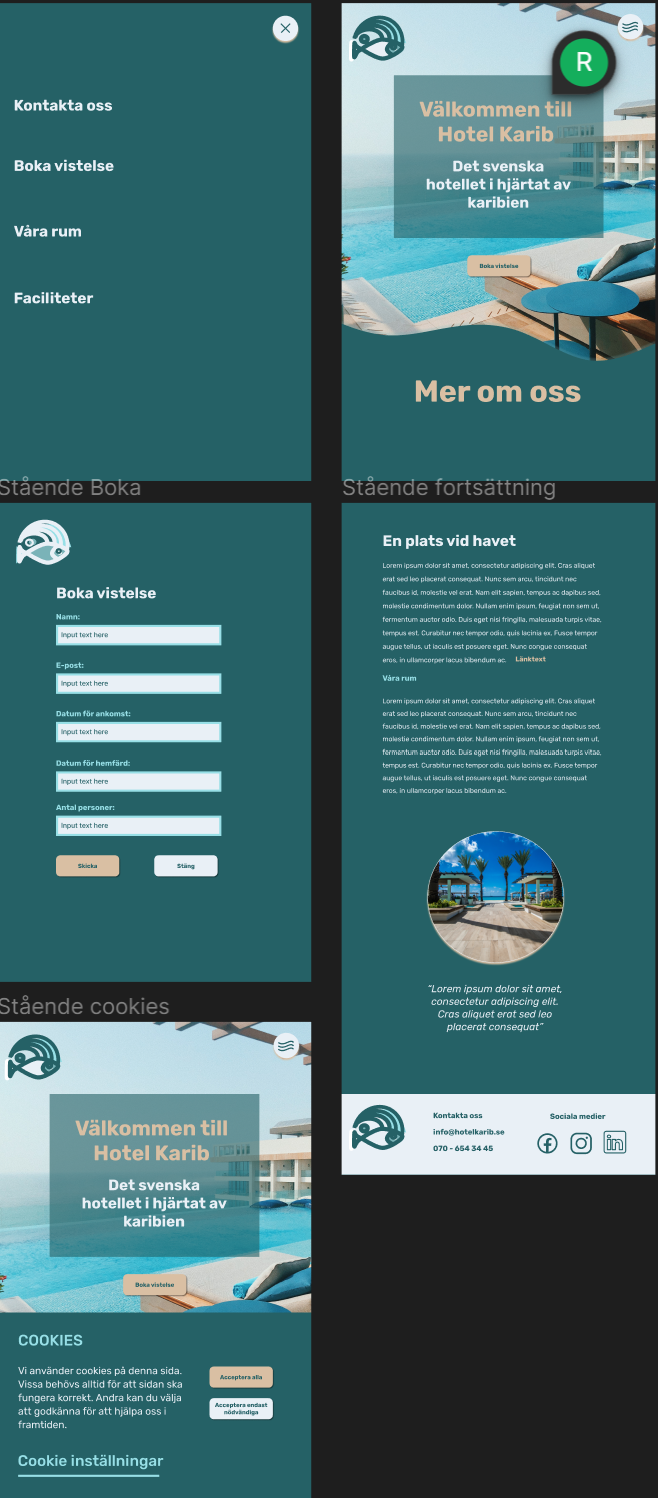 Kontakta oss
Boka vistelse
Våra rum
Faciliteter
R
Välkommen till
Hotel Karib
Det svenska
hotellet i hjärtat av
karibien
Boka vistelse
Mer om oss
Stående Boka
Boka vistelse
Namn:
Input text here
E-post:
Input text here
Datum för ankomst:
Input text here
Datum för hemfärd:
Input text here
Antal personer:
Input text here
Skicka
Stäng
Stående fortsättning
En plats vid havet
Lorem ipsum dolor sit amet, consectetur adipiscing elit. Cras aliquet
erat sed leo placerat consequat. Nunc sem arcu, tincidunt nec
faucibus id, molestie vel erat. Nam elit sapien, tempus ac dapibus sed,
molestie condimentum dolor. Nullam enim ipsum, feugiat non sem ut,
fermentum auctor odio. Duis eget nisi fringilla, malesuada turpis vitae,
tempus est. Curabitur nec tempor odio, quis lacinia ex. Fusce tempor
augue tellus, ut iaculis est posuere eget. Nunc congue consequat
eros, in ullamcorper lacus bibendum ac. Länktext
Våra rum
Lorem ipsum dolor sit amet, consectetur adipiscing elit. Cras aliquet
erat sed leo placerat consequat. Nunc sem arcu, tincidunt nec
faucibus id, molestie vel erat. Nam elit sapien, tempus ac dapibus sed,
molestie condimentum dolor. Nullam enim ipsum, feugiat non sem ut,
fermentum auctor odio. Duis eget nisi fringilla, malesuada turpis vitae,
tempus est. Curabitur nec tempor odio, quis lacinia ex. Fusce tempor
augue tellus, ut iaculis est posuere eget. Nunc congue consequat
eros, in ullamcorper lacus bibendum ac.
"Lorem ipsum dolor sit amet,
consectetur adipiscing elit.
Cras aliquet erat sed leo
placerat consequat"
Kontakta oss
info@hotelkarib.se
070 - 654 34 45
Sociala medier
in
Stående cookies
Välkommen till
Hotel Karib
Det svenska
hotellet i hjärtat av
karibien
Boka vistelse
COOKIES
Vi använder cookies på denna sida.
Vissa behövs alltid för att sidan ska
fungera korrekt. Andra kan du välja
att godkänna för att hjälpa oss i
framtiden.
Acceptera alla
Acceptera endast
nödvändiga
Cookie inställningar